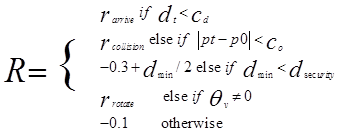 r_arrive if d_t < c_d
r_collision else if |pt − p0| < c_o
R = { −0.3 + d_min / 2 else if d_min < d_security
r_rotate else if θ_v ≠ 0
−0.1 otherwise